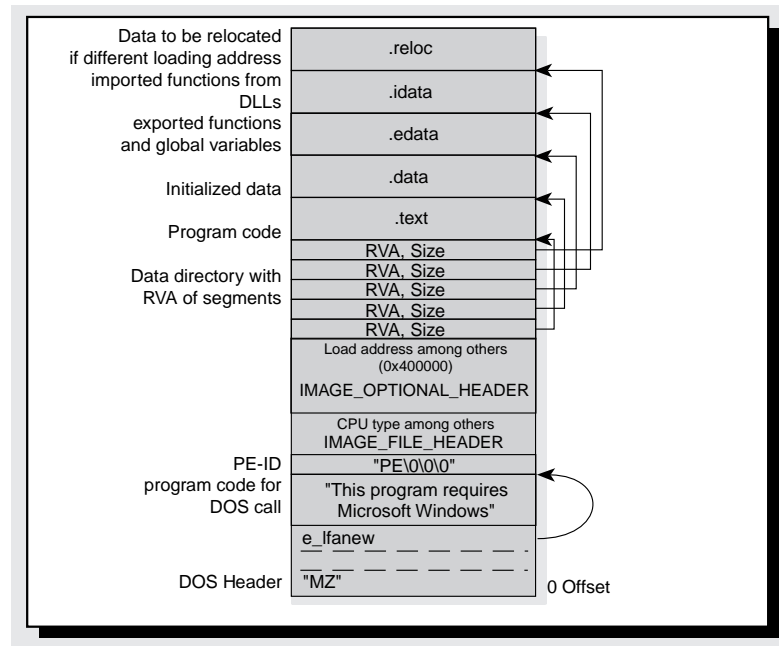 Data to be relocated
if different loading address
.reloc
imported functions from
DLLs
.idata
exported functions
and global variables
.edata
Initialized data
.data
Program code
.text
Data directory with
RVA of segments
RVA, Size
RVA, Size
RVA, Size
RVA, Size
RVA, Size
Load address among others
(0x400000)
IMAGE_OPTIONAL_HEADER
CPU type among others
IMAGE_FILE_HEADER
PE-ID
"PE\0\0\0"
program code for
DOS call
"This program requires
Microsoft Windows"
e_lfanew
DOS Header
"MZ"
0 Offset